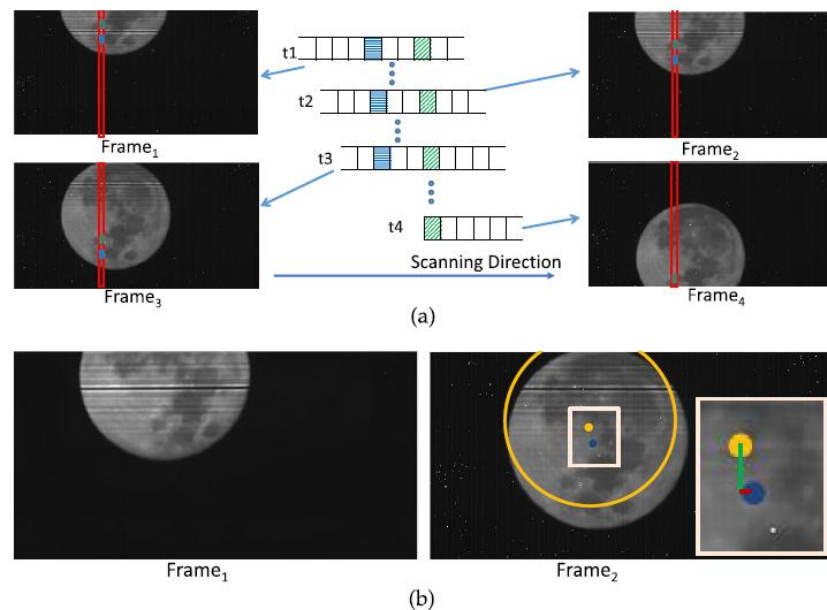 t1
t2
t3
t4
Frame1
Frame2
Frame3
Scanning Direction
Frame4
(a)
Frame1
Frame2
(b)